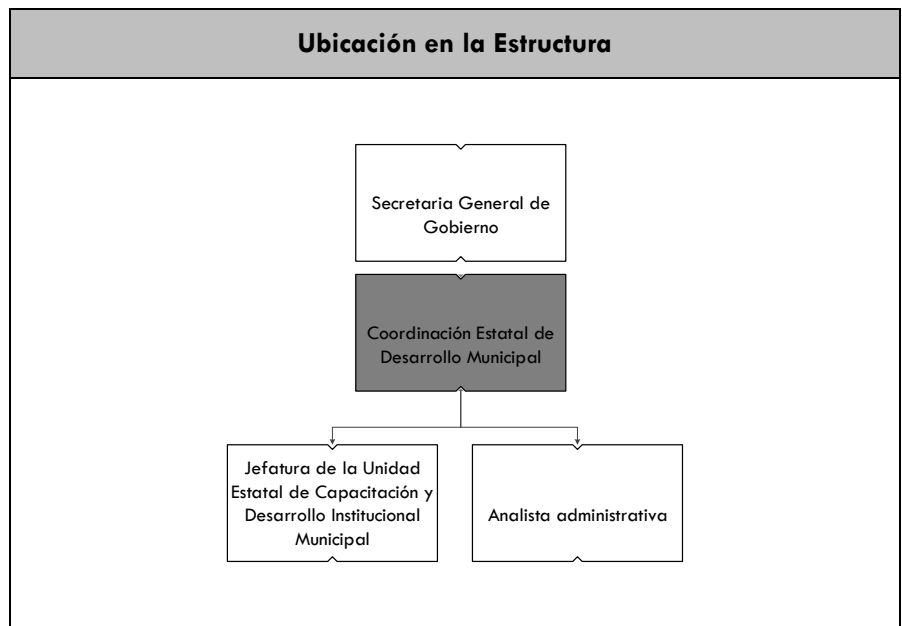 Ubicación en la Estructura
Secretaria General de
Gobierno
Coordinación Estatal de
Desarrollo Municipal
Jefatura de la Unidad
Estatal de Capacitación y
Desarrollo Institucional
Municipal
Analista administrativa